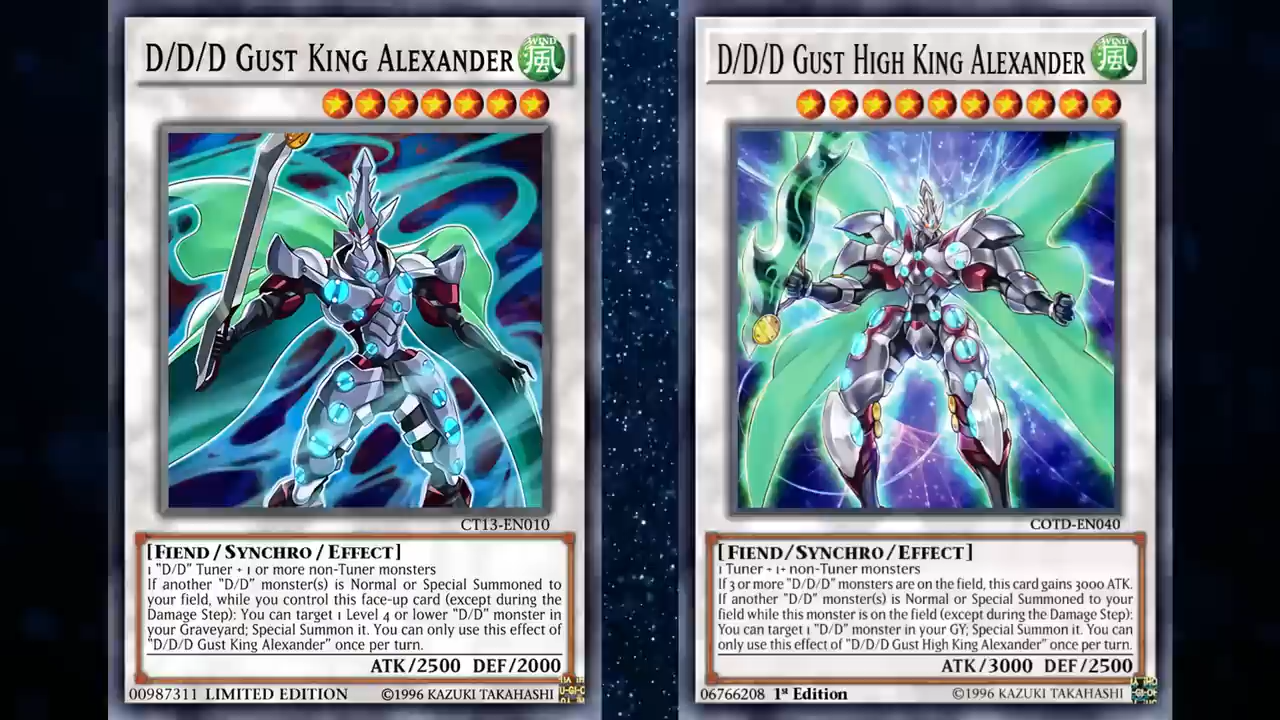 D/D/D GUST KING ALEXANDER
WIND
風
CT13-EN010
[FIEND / SYNCHRO / EFFECT]
1 "D/D" Tuner + 1 or more non-Tuner monsters
If another "D/D" monster(s) is Normal or Special Summoned to
your field, while you control this face-up card (except during the
Damage Step): You can target 1 Level 4 or lower "D/D" monster in
your Graveyard; Special Summon it. You can only use this effect of
"D/D/D Gust King Alexander" once per turn.
ATK/2500 DEF/2000
00987311 LIMITED EDITION ©1996 KAZUKI TAKAHASHI
D/D/D GUST HIGH KING ALEXANDER
WIND
風
COTD-EN040
[FIEND/SYNCHRO/EFFECT]
1 Tuner + 1+ non-Tuner monsters
If 3 or more "D/D/D" monsters are on the field, this card gains 3000 ATK.
If another "D/D" monster(s) is Normal or Special Summoned to your
field while this monster is on the field (except during the Damage Step):
You can target 1 "D/D" monster in your GY; Special Summon it. You can
only use this effect of "D/D/D Gust High King Alexander" once per turn.
ATK/3000 DEF/2500
06766208 1st Edition ©1996 KAZUKI TAKAHASHI